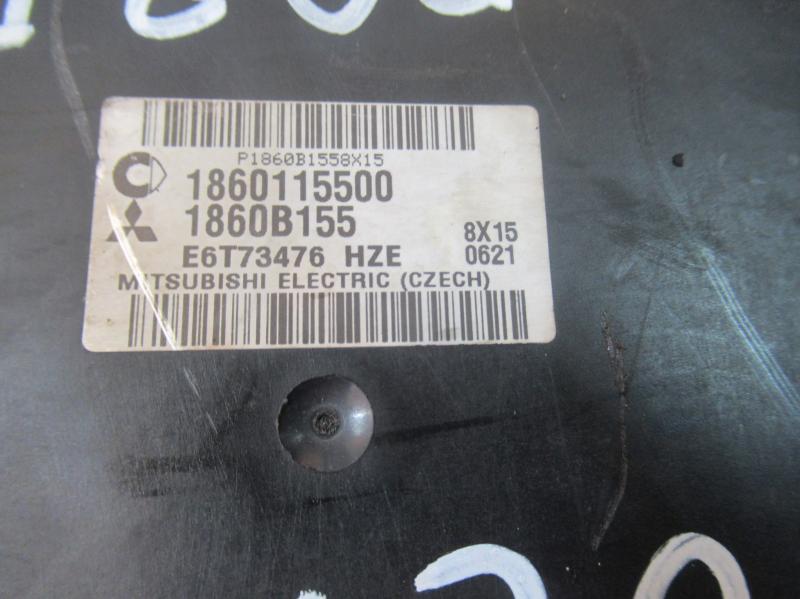 P1860B1558X15
1860115500
1860B155
8X15
E6T73476 HZE
0621
MITSUBISHI ELECTRIC (CZECH)